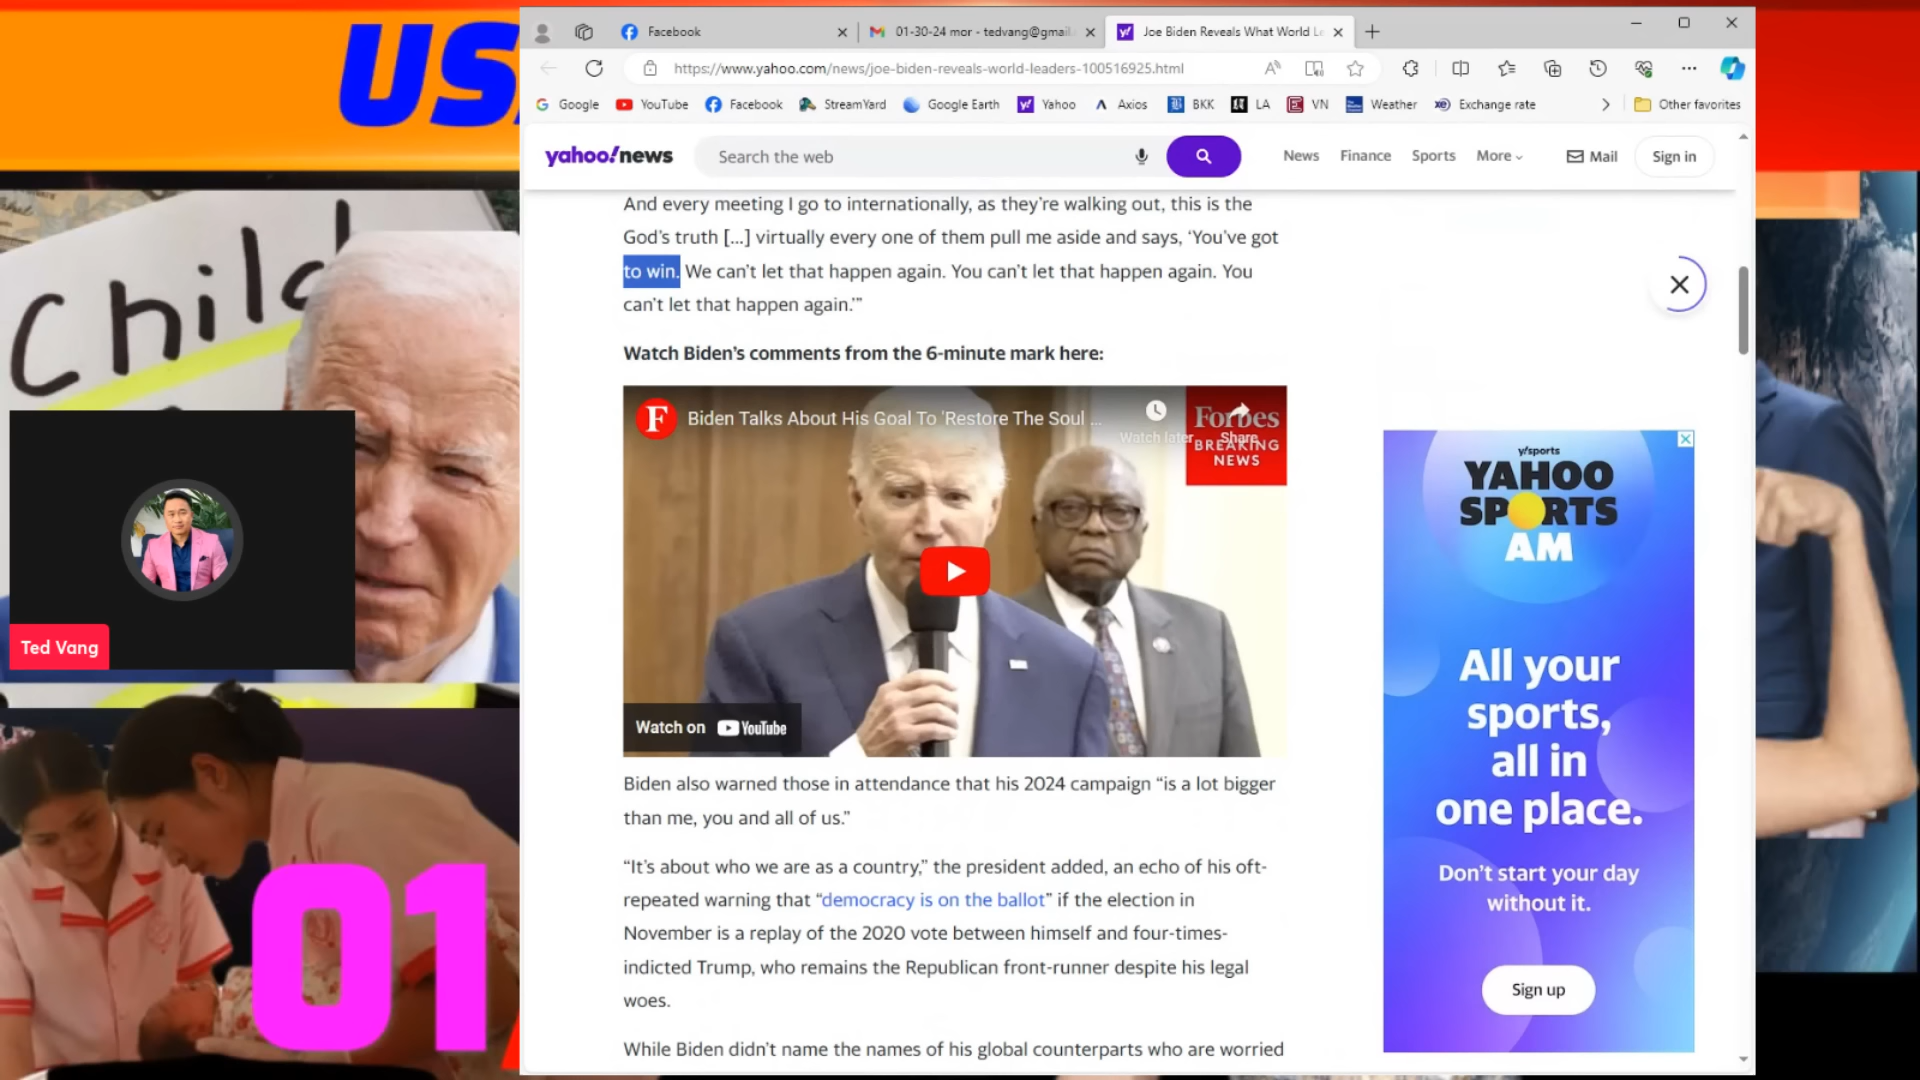 US
Child
Ted Vang
01
Facebook
01-30-24 mor - tedvang@gmail.
Joe Biden Reveals What World Le
https://www.yahoo.com/news/joe-biden-reveals-world-leaders-100516925.html
Google
YouTube
Facebook
StreamYard
Google Earth
Yahoo
Axios
BKK
LA
VN
Weather
Exchange rate
Other favorites
yahoo!news
Search the web
News
Finance
Sports
More
Mail
Sign in
And every meeting I go to internationally, as they’re walking out, this is the
God’s truth [...] virtually every one of them pull me aside and says, ‘You’ve got
to win. We can’t let that happen again. You can’t let that happen again. You
can’t let that happen again.’”
Watch Biden’s comments from the 6-minute mark here:
F
Biden Talks About His Goal To 'Restore The Soul ...
Watch later
Share
Forbes
BREAKING
NEWS
Watch on YouTube
Biden also warned those in attendance that his 2024 campaign “is a lot bigger
than me, you and all of us.”
“It’s about who we are as a country,” the president added, an echo of his oft-
repeated warning that “democracy is on the ballot” if the election in
November is a replay of the 2020 vote between himself and four-times-
indicted Trump, who remains the Republican front-runner despite his legal
woes.
While Biden didn’t name the names of his global counterparts who are worried
y/sports
YAHOO
SPORTS
AM
All your
sports,
all in
one place.
Don’t start your day
without it.
Sign up